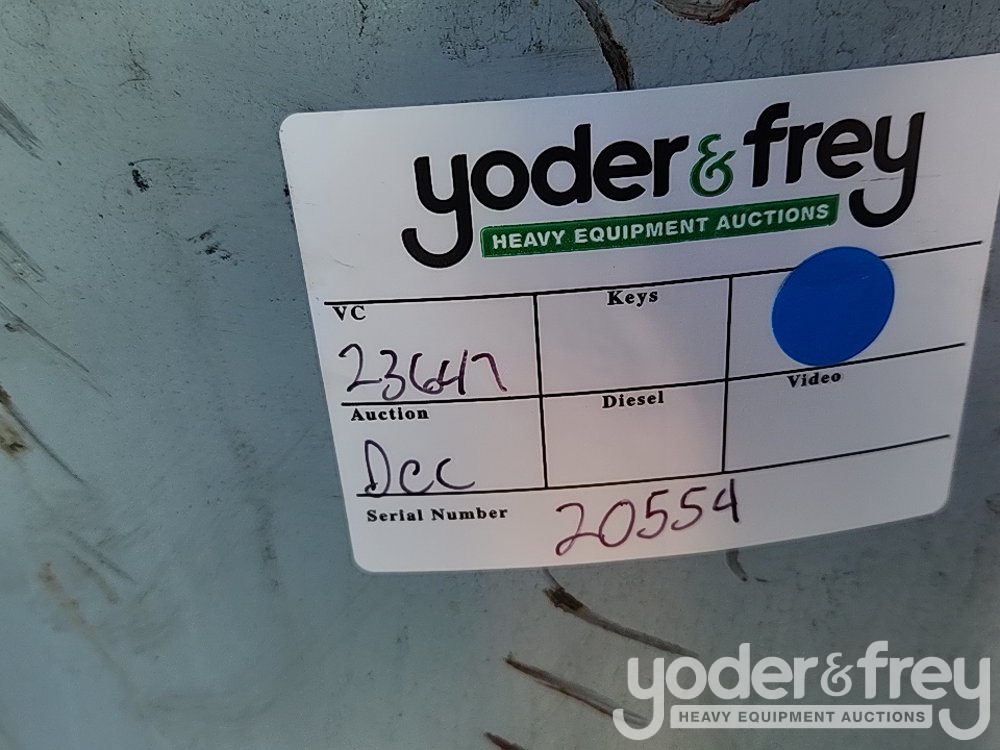 yoder & frey
HEAVY EQUIPMENT AUCTIONS
VC
Keys
23647
Auction
Diesel
Video
Dec
Serial Number
20554
yoder & frey
HEAVY EQUIPMENT AUCTIONS